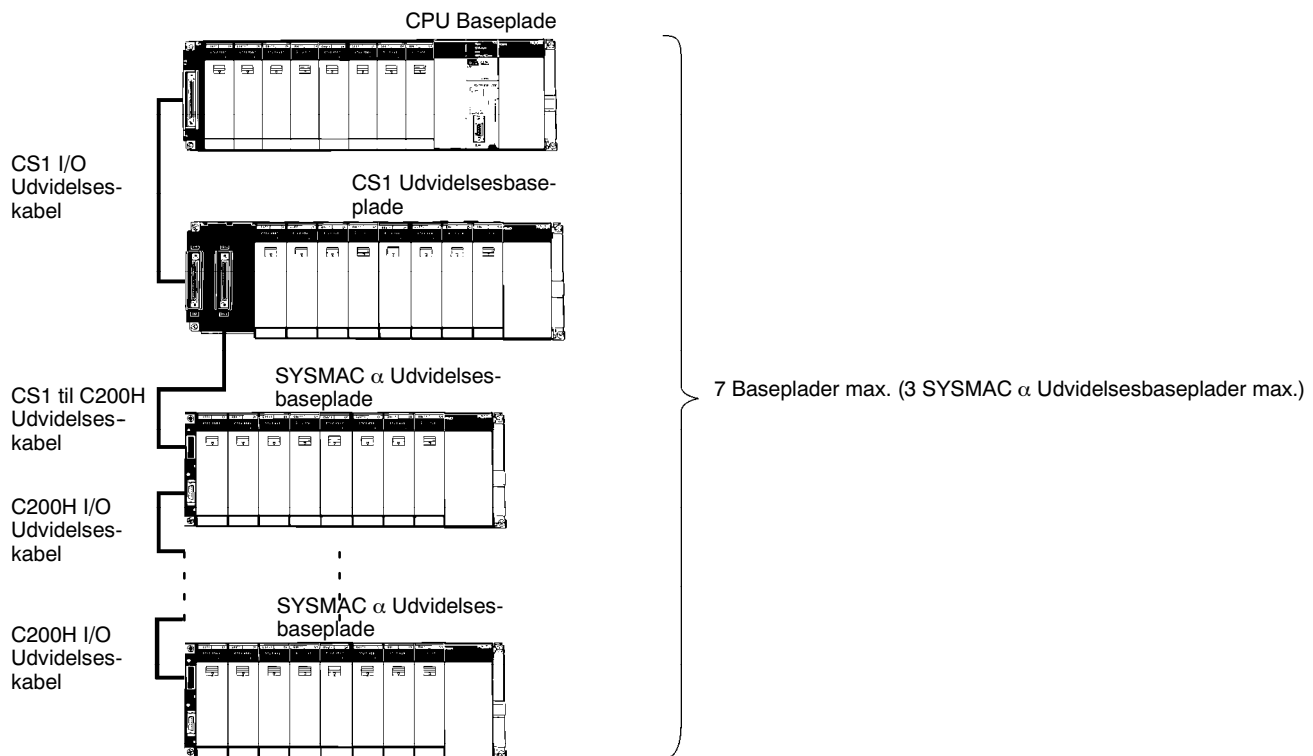 CPU Baseplade
CS1 I/O
Udvidelses-
kabel
CS1 Udvidelsesbase-
plade
CS1 til C200H
Udvidelses-
kabel
SYSMAC α Udvidelses-
baseplade
7 Baseplader max. (3 SYSMAC α Udvidelsesbaseplader max.)
C200H I/O
Udvidelses-
kabel
SYSMAC α Udvidelses-
baseplade
C200H I/O
Udvidelses-
kabel